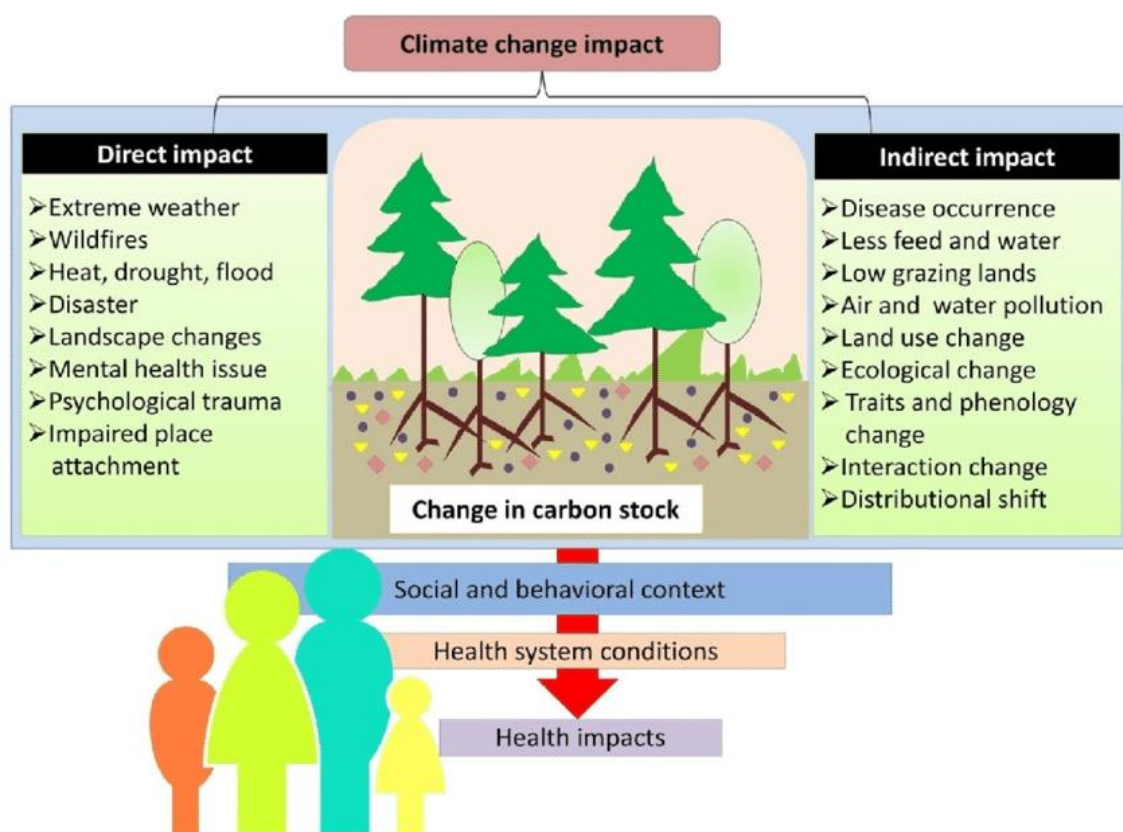 Climate change impact
Direct impact
➢Extreme weather
➢Wildfires
➢Heat, drought, flood
➢Disaster
➢Landscape changes
➢Mental health issue
➢Psychological trauma
➢Impaired place
attachment
Change in carbon stock
Indirect impact
➢Disease occurrence
➢Less feed and water
➢Low grazing lands
➢Air and water pollution
➢Land use change
➢Ecological change
➢ Traits and phenology
change
➢Interaction change
➢Distributional shift
Social and behavioral context
Health system conditions
Health impacts